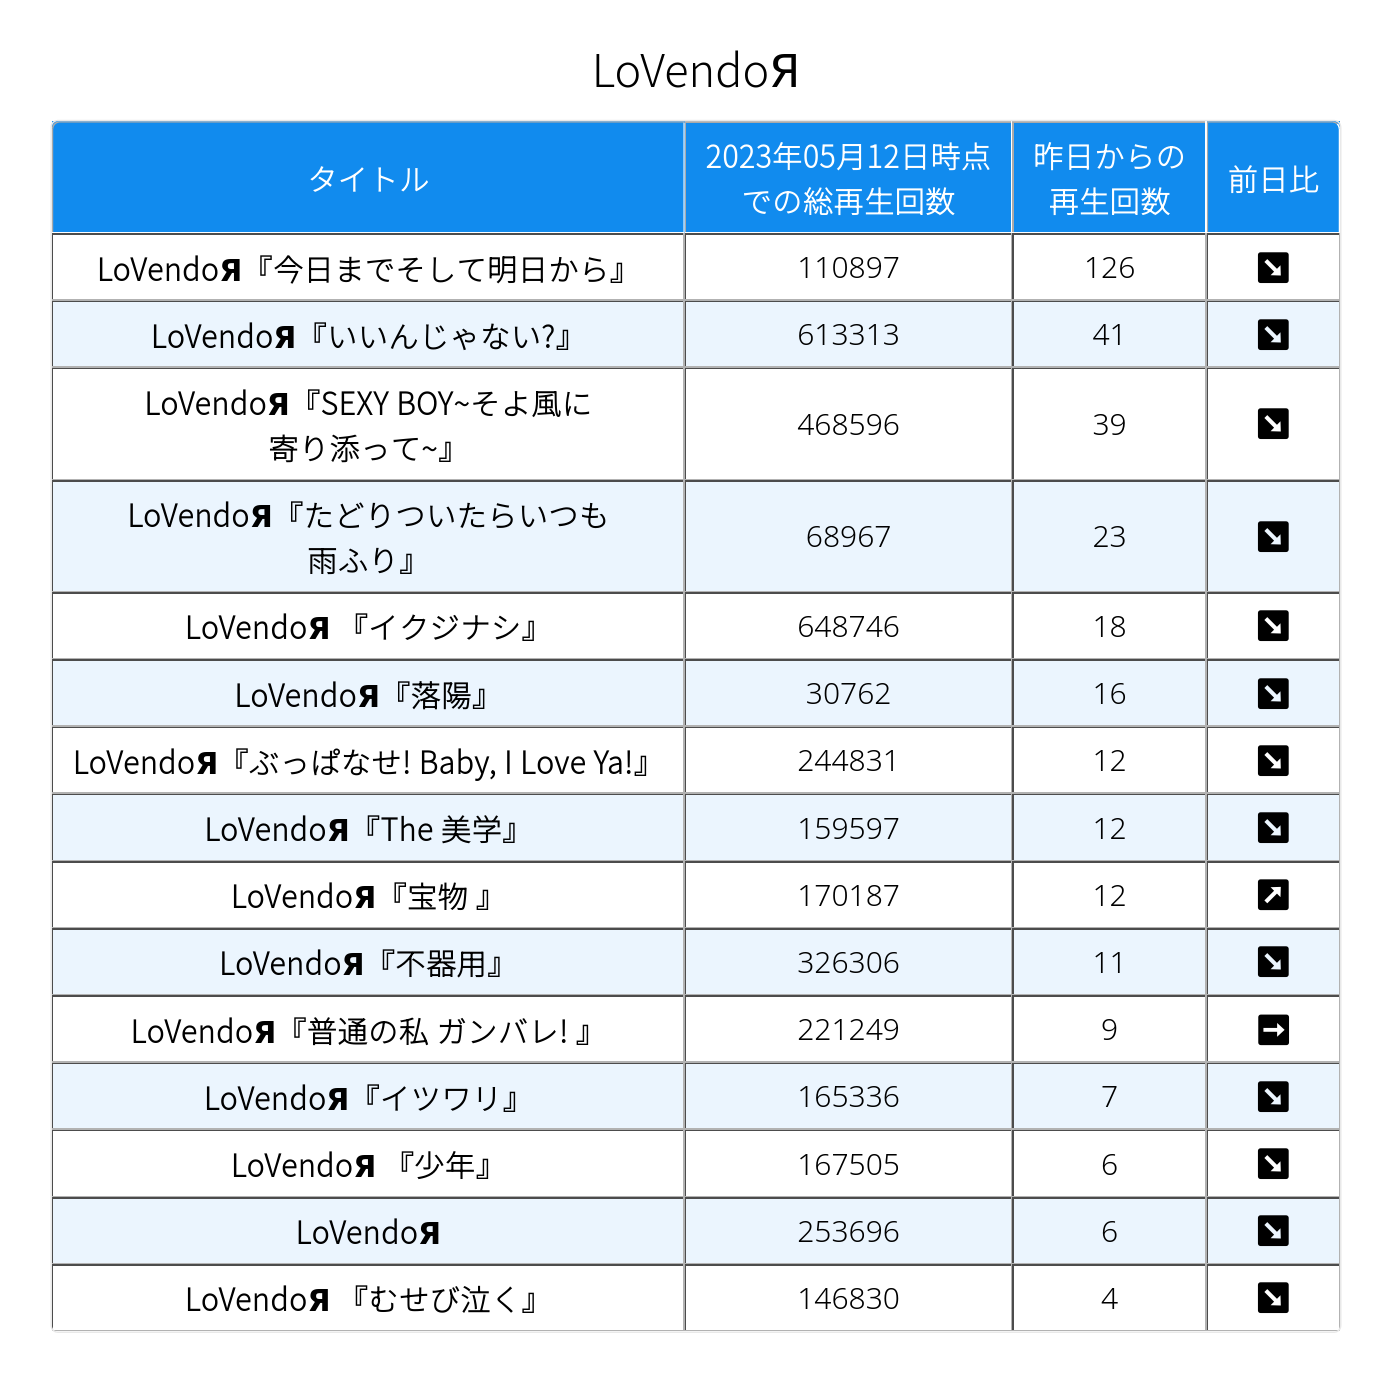 LoVendoЯ
タイトル
2023年05月12日時点
での総再生回数
昨日からの
再生回数
前日比
LoVendoЯ『今日までそして明日から』 110897 126 ↘
LoVendoЯ『いいんじゃない?』 613313 41 ↘
LoVendoЯ『SEXY BOY~そよ風に
寄り添って~』 468596 39 ↘
LoVendoЯ『たどりついたらいつも
雨ふり』 68967 23 ↘
LoVendoЯ 『イクジナシ』 648746 18 ↘
LoVendoЯ『落陽』 30762 16 ↘
LoVendoЯ『ぶっぱなせ! Baby, I Love Ya!』 244831 12 ↘
LoVendoЯ『The 美学』 159597 12 ↘
LoVendoЯ『宝物 』 170187 12 ↗
LoVendoЯ『不器用』 326306 11 ↘
LoVendoЯ『普通の私 ガンバレ! 』 221249 9 →
LoVendoЯ『イツワリ』 165336 7 ↘
LoVendoЯ 『少年』 167505 6 ↘
LoVendoЯ 253696 6 ↘
LoVendoЯ 『むせび泣く』 146830 4 ↘